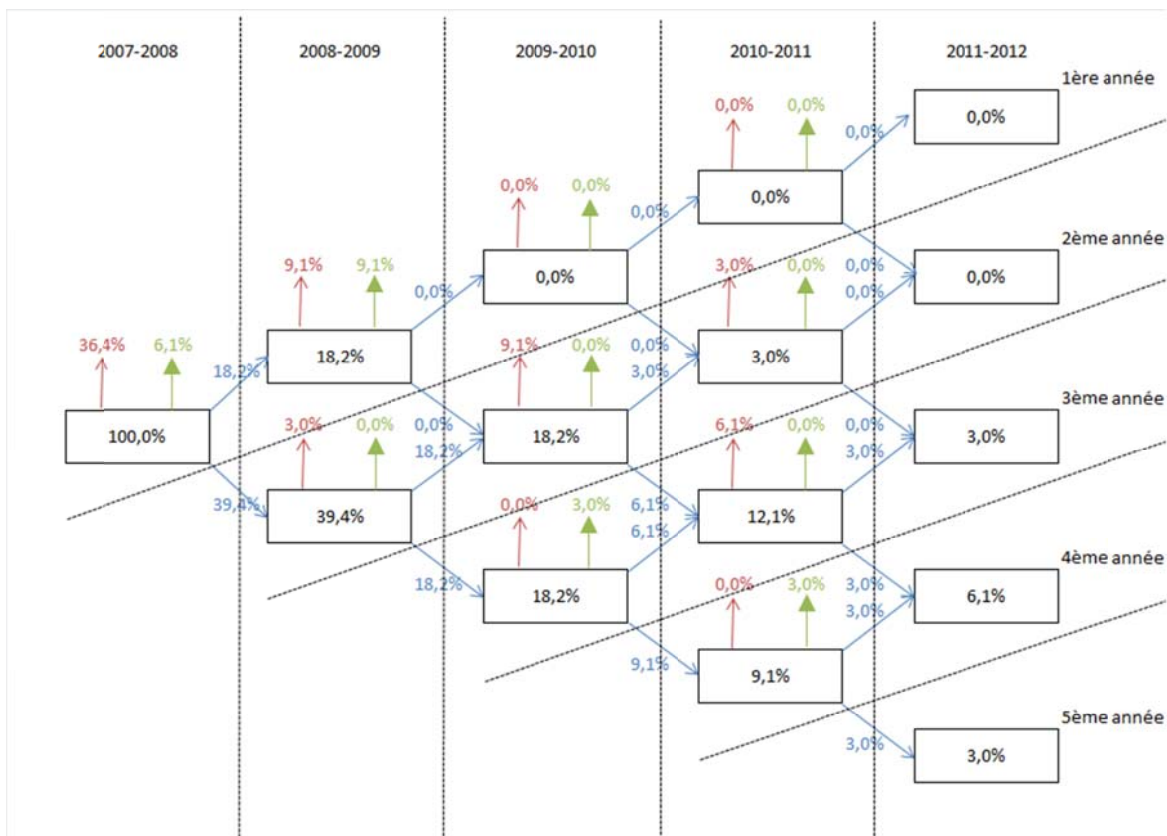 2007-2008 2008-2009 2009-2010 2010-2011 2011-2012
1ère année
0,0% 0,0% 0,0% 0,0%
0,0% 0,0% 0,0% 0,0%
2ème année
9,1% 9,1% 0,0% 0,0% 3,0% 0,0% 0,0% 0,0%
0,0%
36,4% 6,1% 18,2% 18,2% 9,1% 0,0% 0,0% 3,0%
3,0%
3ème année
100,0% 3,0% 0,0% 0,0% 18,2% 6,1% 0,0% 0,0% 3,0%
18,2% 3,0%
39,4% 39,4% 0,0% 3,0% 6,1% 12,1%
6,1%
4ème année
18,2% 18,2% 0,0% 3,0% 3,0% 6,1%
3,0%
9,1% 9,1%
5ème année
3,0% 3,0%